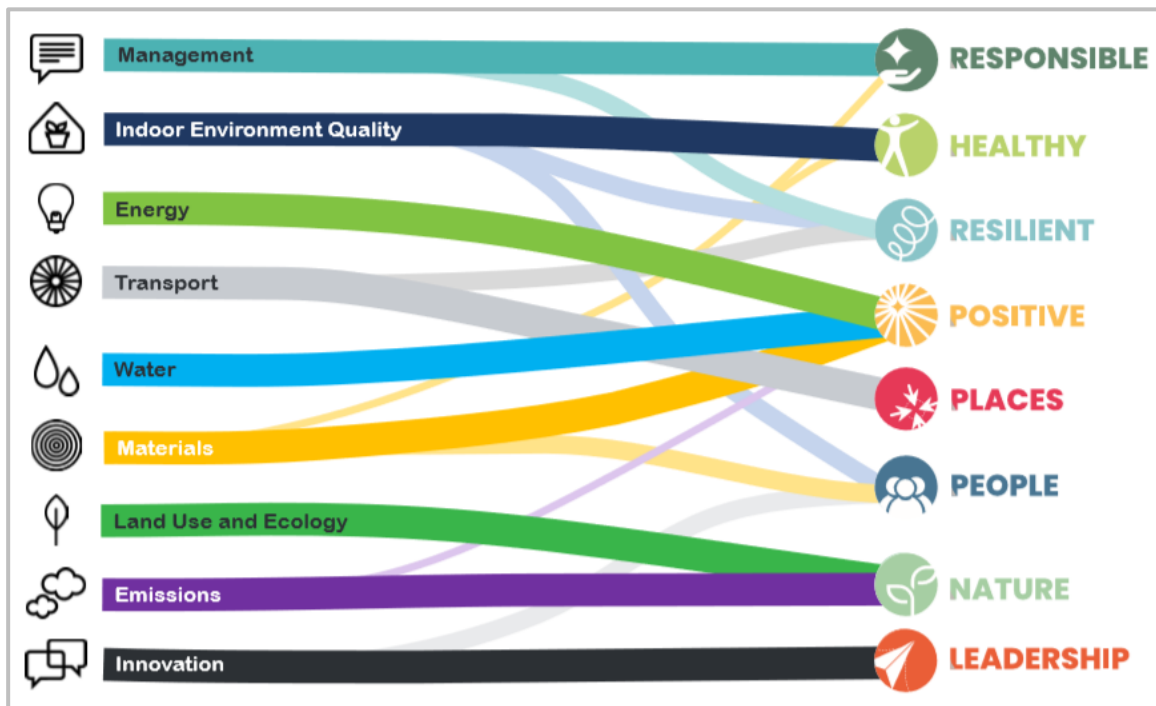 Management
RESPONSIBLE
Indoor Environment Quality
HEALTHY
Energy
RESILIENT
Transport
POSITIVE
Water
PLACES
Materials
PEOPLE
Land Use and Ecology
Emissions
NATURE
Innovation
LEADERSHIP